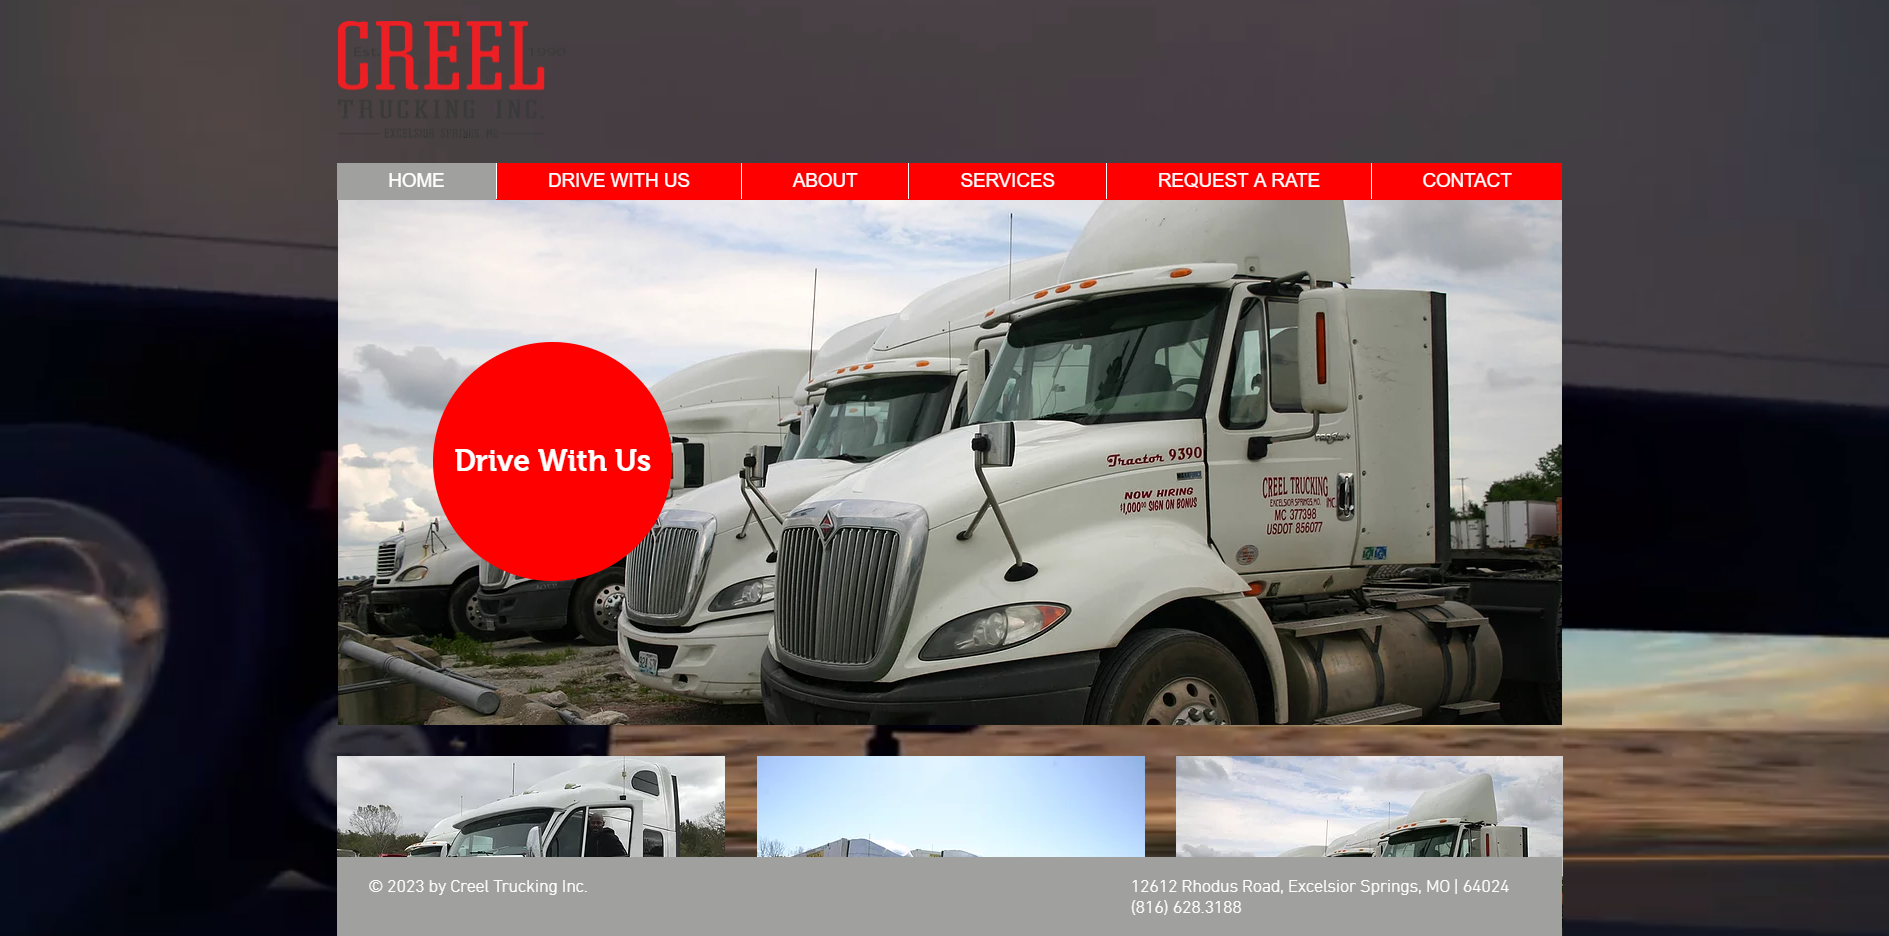 Est. 1990
CREEL
TRUCKING INC.
EXCELSIOR SPRINGS, MO
HOME
DRIVE WITH US
ABOUT
SERVICES
REQUEST A RATE
CONTACT
Drive With Us
Tractor 9390
NOW HIRING
$1,000⁰⁰ SIGN ON BONUS
CREEL TRUCKING
INC.
EXCELSIOR SPRINGS, MO.
MC 377398
USDOT 856077
ProStar+
© 2023 by Creel Trucking Inc.
12612 Rhodus Road, Excelsior Springs, MO | 64024
(816) 628.3188